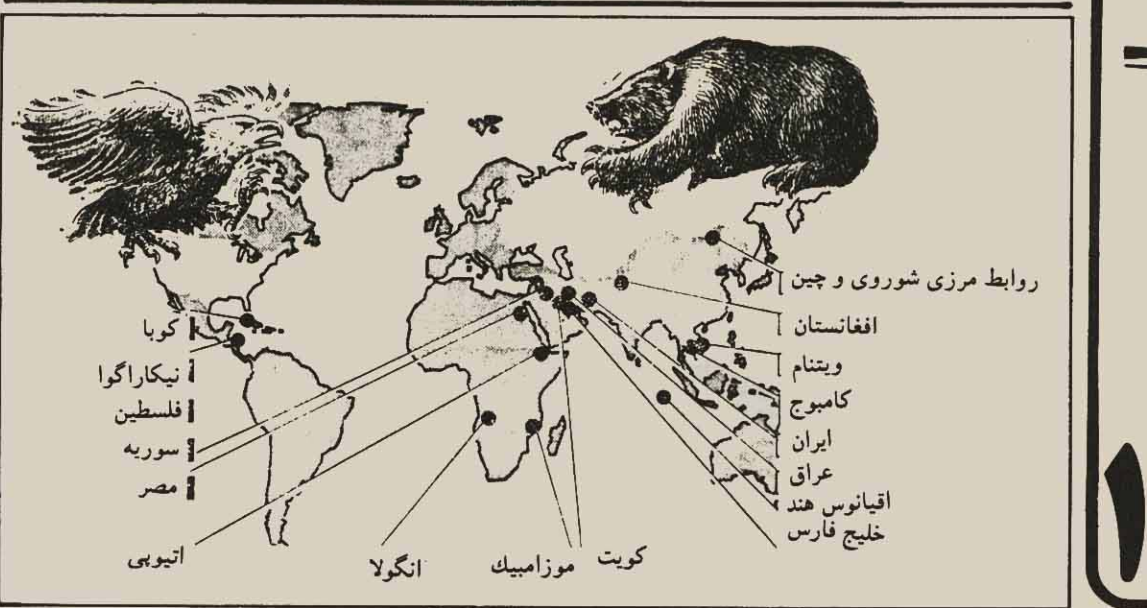 روابط مرزی شوروی و چین
افغانستان
ویتنام
کامبوج
ایران
عراق
اقیانوس هند
خلیج فارس
کویت
موزامبیك
انگولا
اتیوپی
کوبا
نیکاراگوا
فلسطین
سوریه
مصر